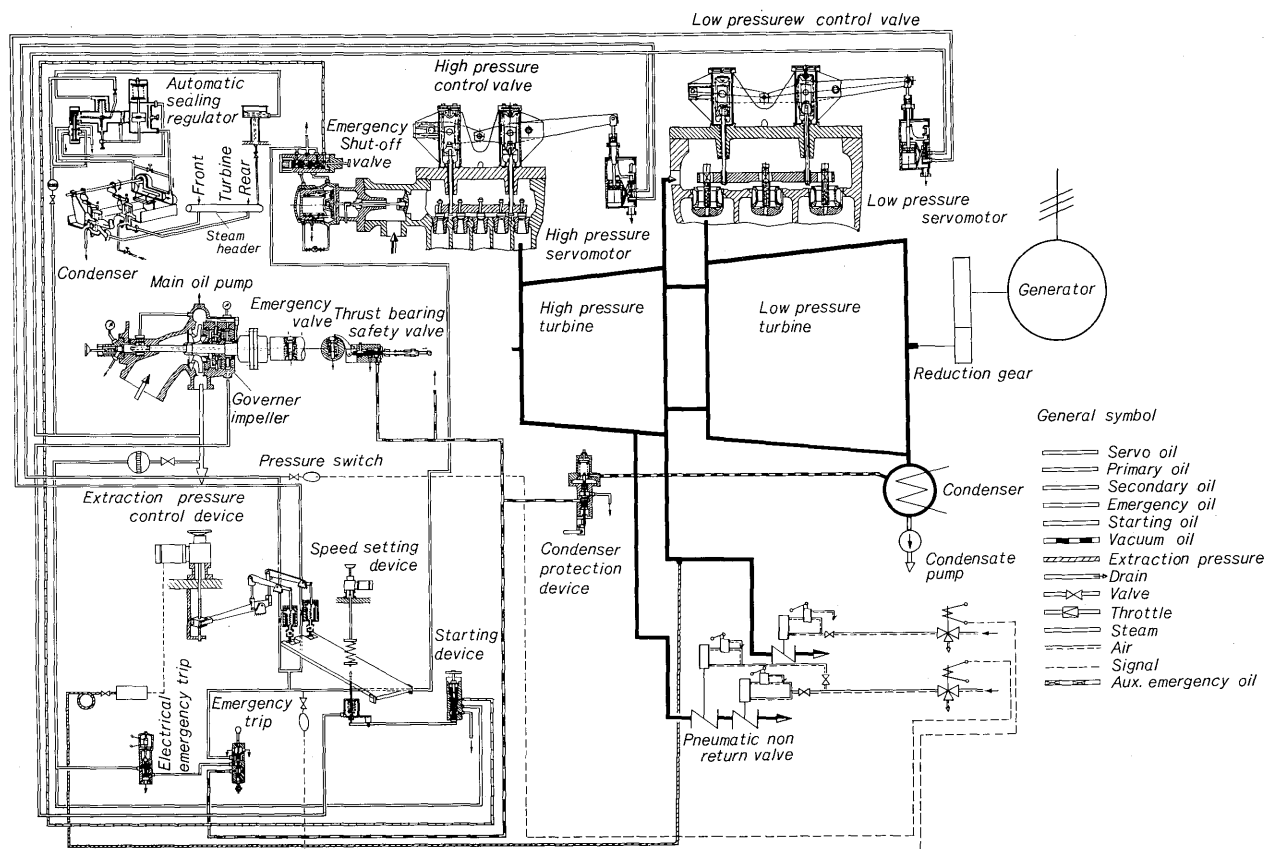 Low pressurew control valve
High pressure
control valve
Automatic
sealing
regulator
Emergency
Shut-off
valve
Front
Turbine
Rear
Steam
header
Condenser
High pressure
servomotor
Low pressure
servomotor
Main oil pump
Emergency
valve
Thrust bearing
safety valve
High pressure
turbine
Low pressure
turbine
Generator
Reduction gear
Governer
impeller
Pressure switch
Extraction pressure
control device
Speed setting
device
Condenser
protection
device
Condenser
Condensate
pump
Starting
device
Emergency
trip
Electrical
emergency trip
Pneumatic non
return valve
General symbol
Servo oil
Primary oil
Secondary oil
Emergency oil
Starting oil
Vacuum oil
Extraction pressure
Drain
Valve
Throttle
Steam
Air
Signal
Aux. emergency oil